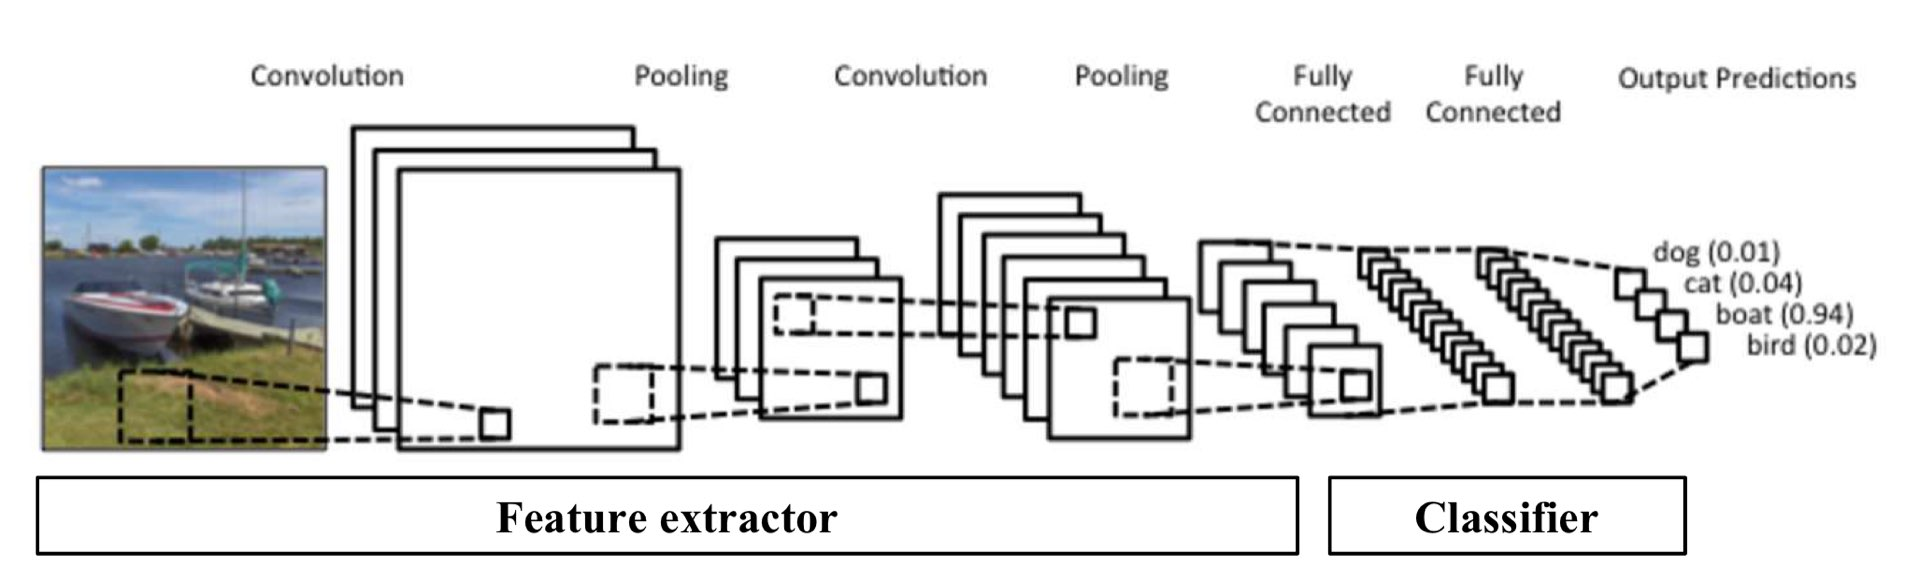 Convolution
Pooling
Convolution
Pooling
Fully
Connected
Fully
Connected
Output Predictions
dog (0.01)
cat (0.04)
boat (0.94)
bird (0.02)
Feature extractor
Classifier